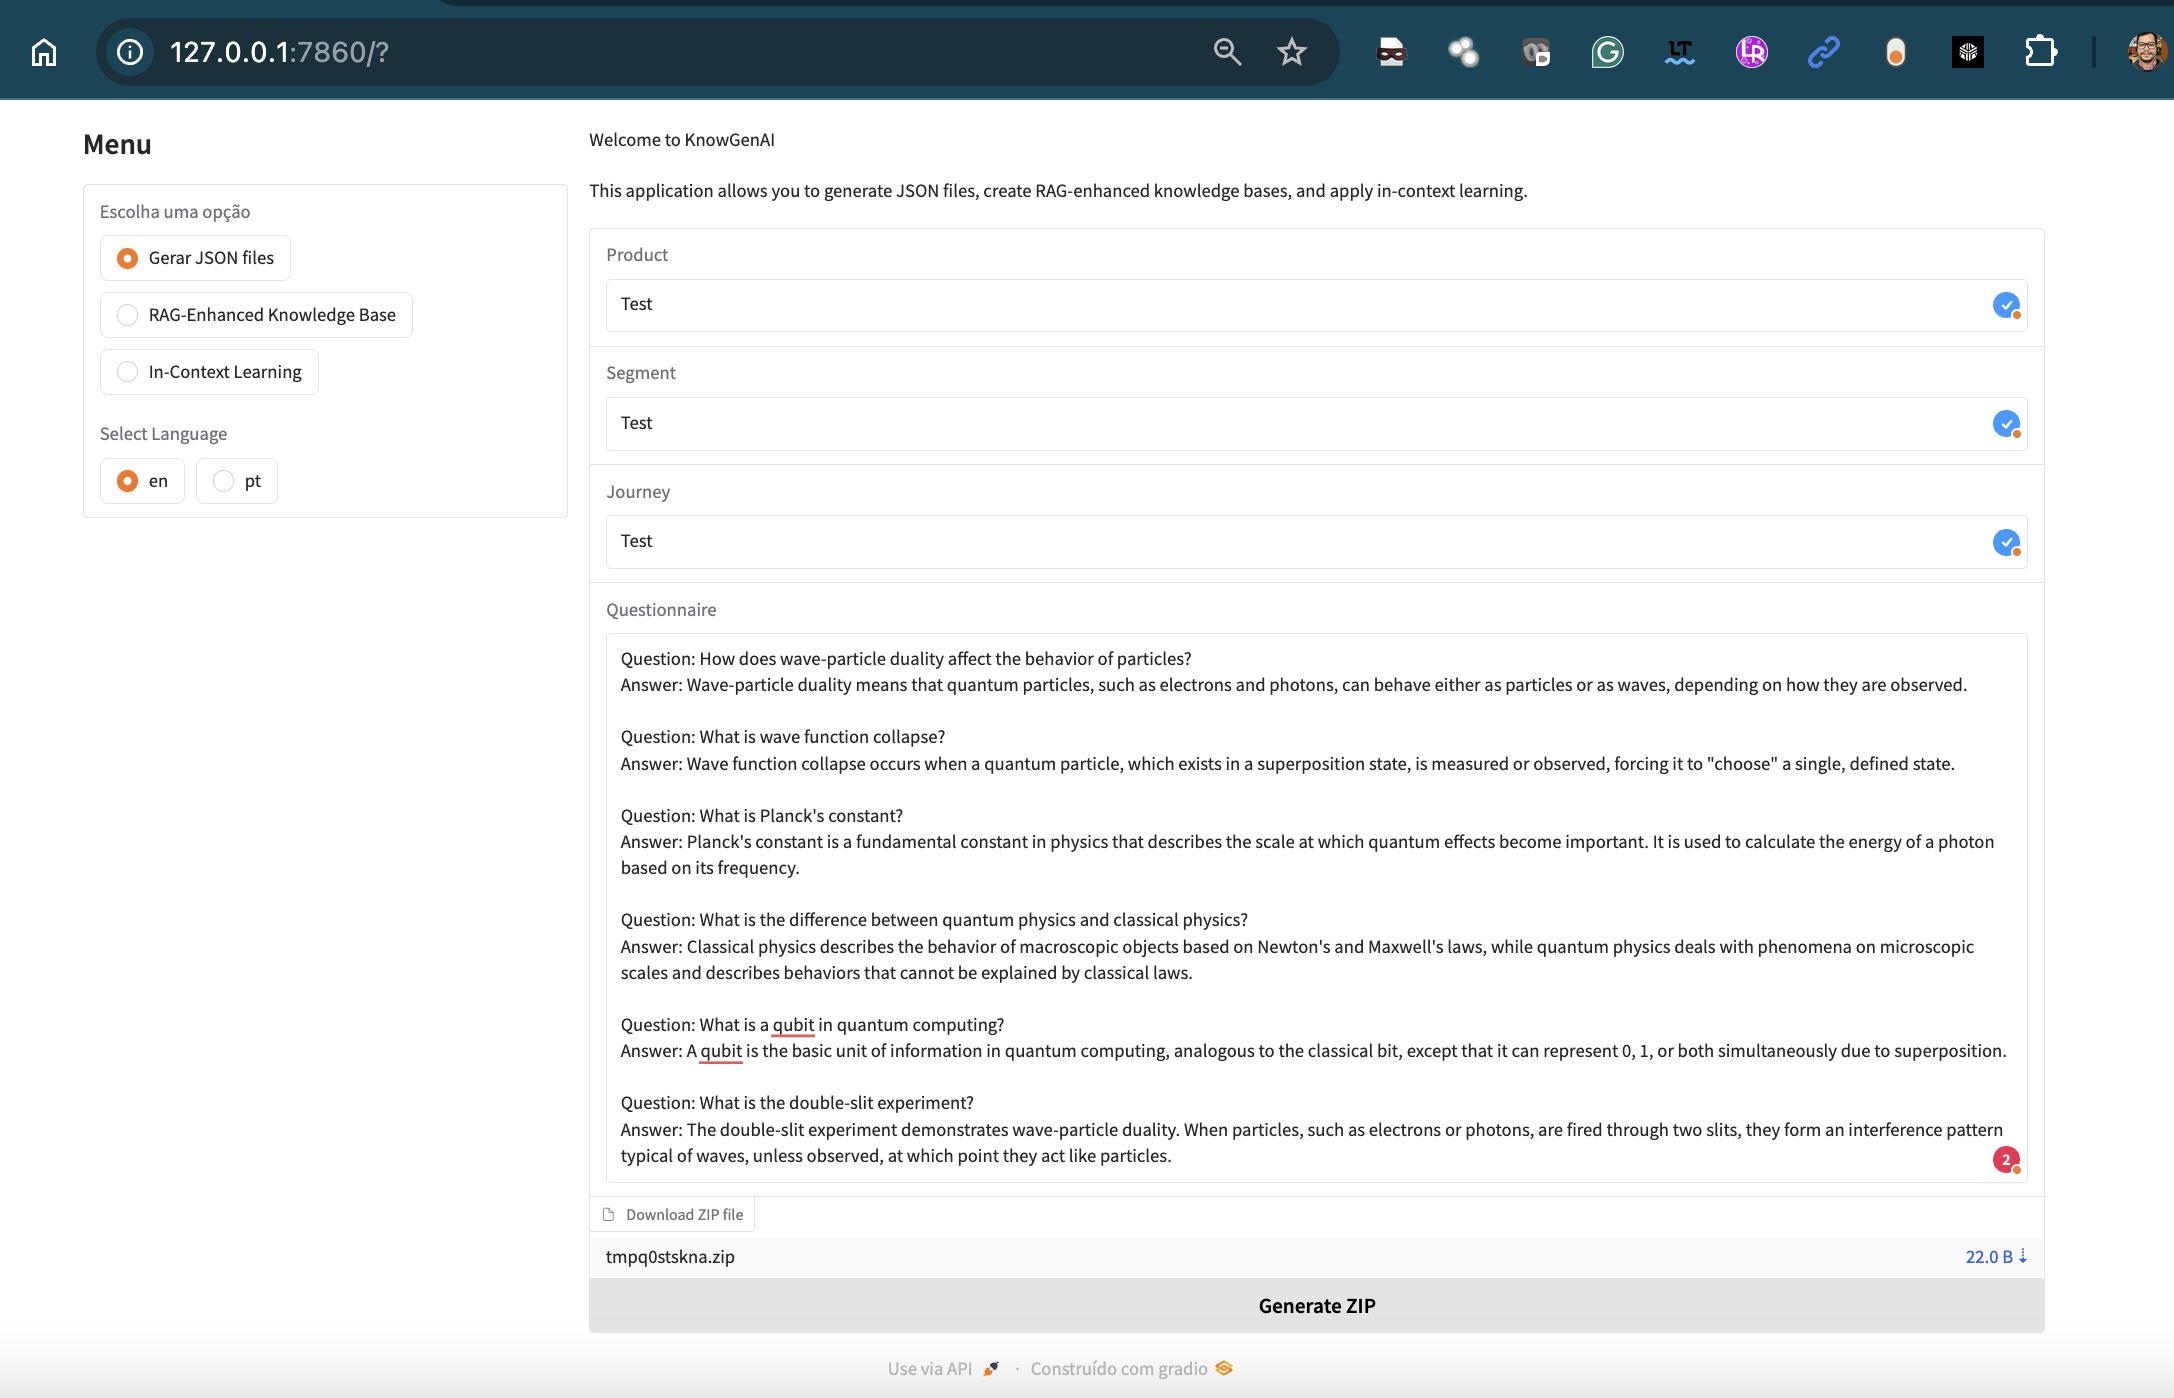 127.0.0.1:7860/?
LT
LR
Menu
Escolha uma opção
Gerar JSON files
RAG-Enhanced Knowledge Base
In-Context Learning
Select Language
en
pt
Welcome to KnowGenAI
This application allows you to generate JSON files, create RAG-enhanced knowledge bases, and apply in-context learning.
Product
Test
Segment
Test
Journey
Test
Questionnaire
Question: How does wave-particle duality affect the behavior of particles?
Answer: Wave-particle duality means that quantum particles, such as electrons and photons, can behave either as particles or as waves, depending on how they are observed.
Question: What is wave function collapse?
Answer: Wave function collapse occurs when a quantum particle, which exists in a superposition state, is measured or observed, forcing it to "choose" a single, defined state.
Question: What is Planck's constant?
Answer: Planck's constant is a fundamental constant in physics that describes the scale at which quantum effects become important. It is used to calculate the energy of a photon
based on its frequency.
Question: What is the difference between quantum physics and classical physics?
Answer: Classical physics describes the behavior of macroscopic objects based on Newton's and Maxwell's laws, while quantum physics deals with phenomena on microscopic
scales and describes behaviors that cannot be explained by classical laws.
Question: What is a qubit in quantum computing?
Answer: A qubit is the basic unit of information in quantum computing, analogous to the classical bit, except that it can represent 0, 1, or both simultaneously due to superposition.
Question: What is the double-slit experiment?
Answer: The double-slit experiment demonstrates wave-particle duality. When particles, such as electrons or photons, are fired through two slits, they form an interference pattern
typical of waves, unless observed, at which point they act like particles.
2
Download ZIP file
tmpq0stskna.zip
22.0 B ⇣
Generate ZIP
Use via API · Construído com gradio